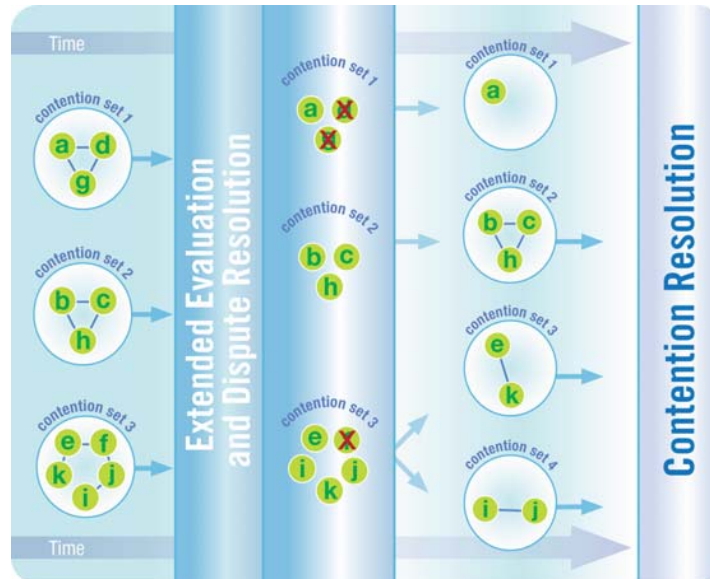 Time
contention set 1
a
d
g
contention set 2
b
c
h
contention set 3
e
f
k
j
i
Time
Extended Evaluation
and Dispute Resolution
contention set 1
a
contention set 2
b
c
h
contention set 3
e
i
j
k
contention set 1
a
contention set 2
b
c
h
contention set 3
e
k
contention set 4
i
j
Contention Resolution